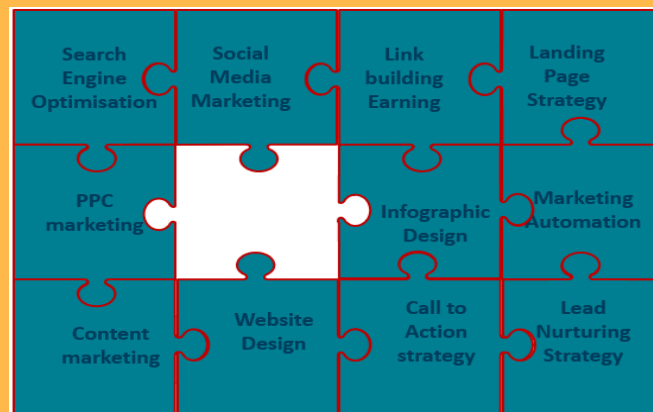 Search
Engine
Optimisation
Social
Media
Marketing
Link
building
Earning
Landing
Page
Strategy
PPC
marketing
Infographic
Design
Marketing
Automation
Content
marketing
Website
Design
Call to
Action
strategy
Lead
Nurturing
Strategy